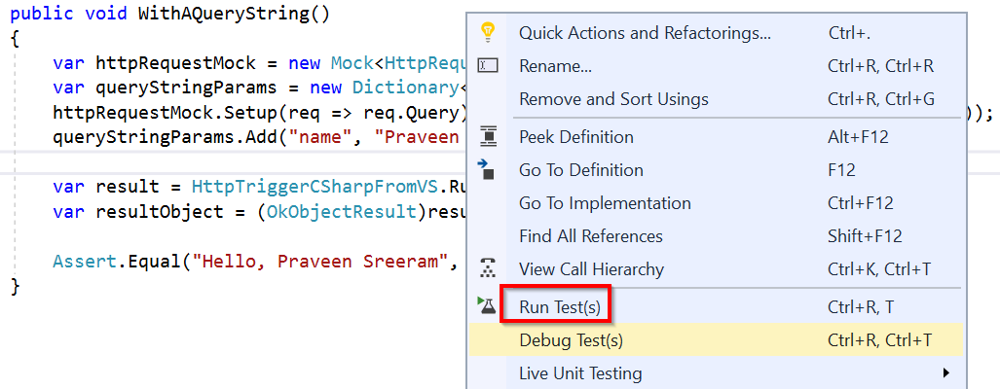 public void WithAQueryString()
{
var httpRequestMock = new Mock<HttpRequ
var queryStringParams = new Dictionary<
httpRequestMock.Setup(req => req.Query) ));
queryStringParams.Add("name", "Praveen
var result = HttpTriggerCSharpFromVS.Ru
var resultObject = (OkObjectResult)resu
Assert.Equal("Hello, Praveen Sreeram",
}
Quick Actions and Refactorings... Ctrl+.
Rename... Ctrl+R, Ctrl+R
Remove and Sort Usings Ctrl+R, Ctrl+G
Peek Definition Alt+F12
Go To Definition F12
Go To Implementation Ctrl+F12
Find All References Shift+F12
View Call Hierarchy Ctrl+K, Ctrl+T
Run Test(s) Ctrl+R, T
Debug Test(s) Ctrl+R, Ctrl+T
Live Unit Testing